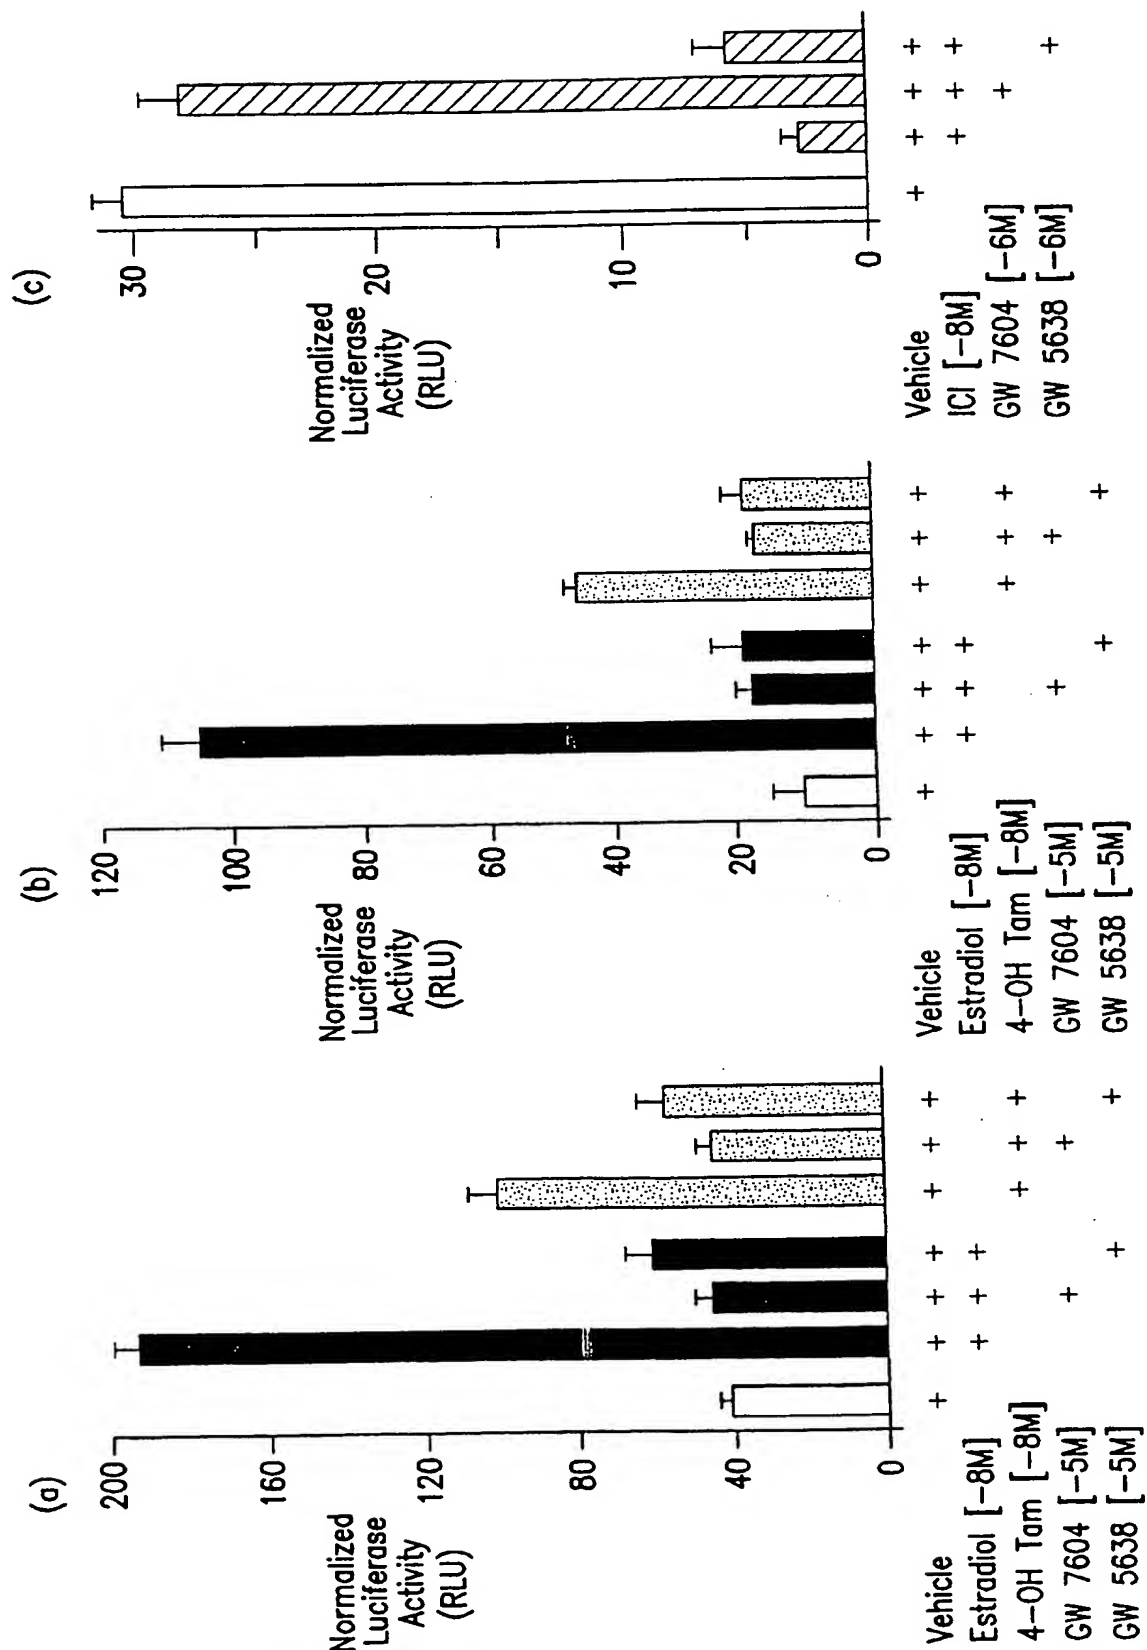 (a)
Normalized
Luciferase
Activity
(RLU)
200
160
120
80
40
0
Vehicle + + + + + + +
Estradiol [-8M] + + +
4-OH Tam [-8M] + + +
GW 7604 [-5M] + +
GW 5638 [-5M] + +
(b)
Normalized
Luciferase
Activity
(RLU)
120
100
80
60
40
20
0
Vehicle + + + + + + +
Estradiol [-8M] + + +
4-OH Tam [-8M] + + +
GW 7604 [-5M] + +
GW 5638 [-5M] + +
(c)
Normalized
Luciferase
Activity
(RLU)
30
20
10
0
Vehicle + + + +
ICI [-8M] + + +
GW 7604 [-6M] +
GW 5638 [-6M] +